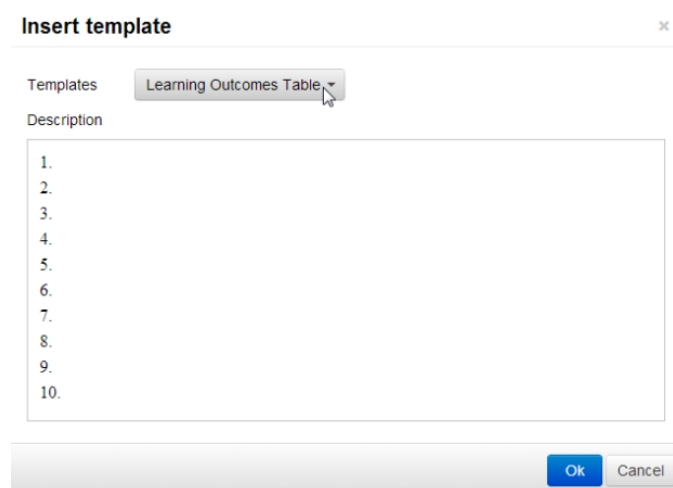 Insert template ×
Templates Learning Outcomes Table
Description
1.
2.
3.
4.
5.
6.
7.
8.
9.
10.
Ok Cancel